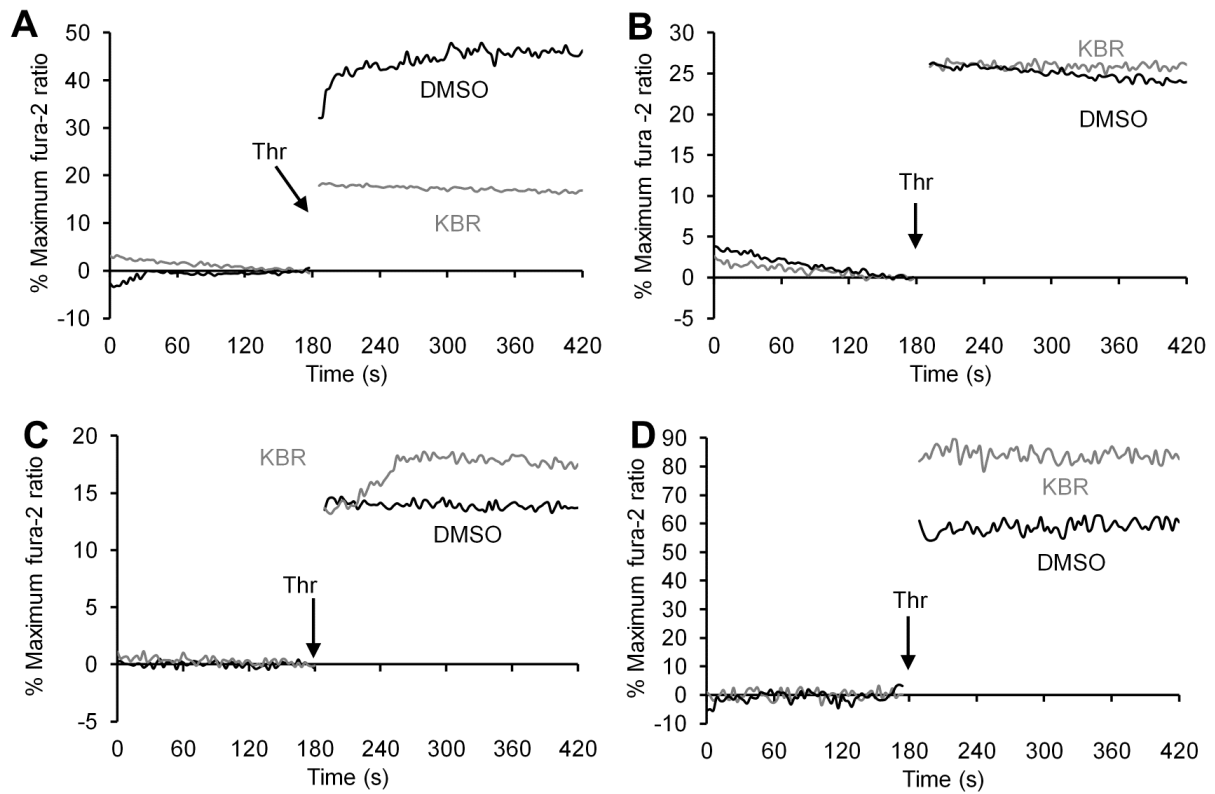 A
% Maximum fura-2 ratio
50
40
30
20
10
0
-10
DMSO
Thr
KBR
0 60 120 180 240 300 360 420
Time (s)
B
% Maximum fura -2 ratio
30
25
20
15
10
5
0
-5
KBR
DMSO
Thr
0 60 120 180 240 300 360 420
Time (s)
C
% Maximum fura-2 ratio
20
15
10
5
0
-5
KBR
DMSO
Thr
0 60 120 180 240 300 360 420
Time (s)
D
% Maximum fura-2 ratio
90
80
70
60
50
40
30
20
10
0
-10
KBR
DMSO
Thr
0 60 120 180 240 300 360 420
Time (s)